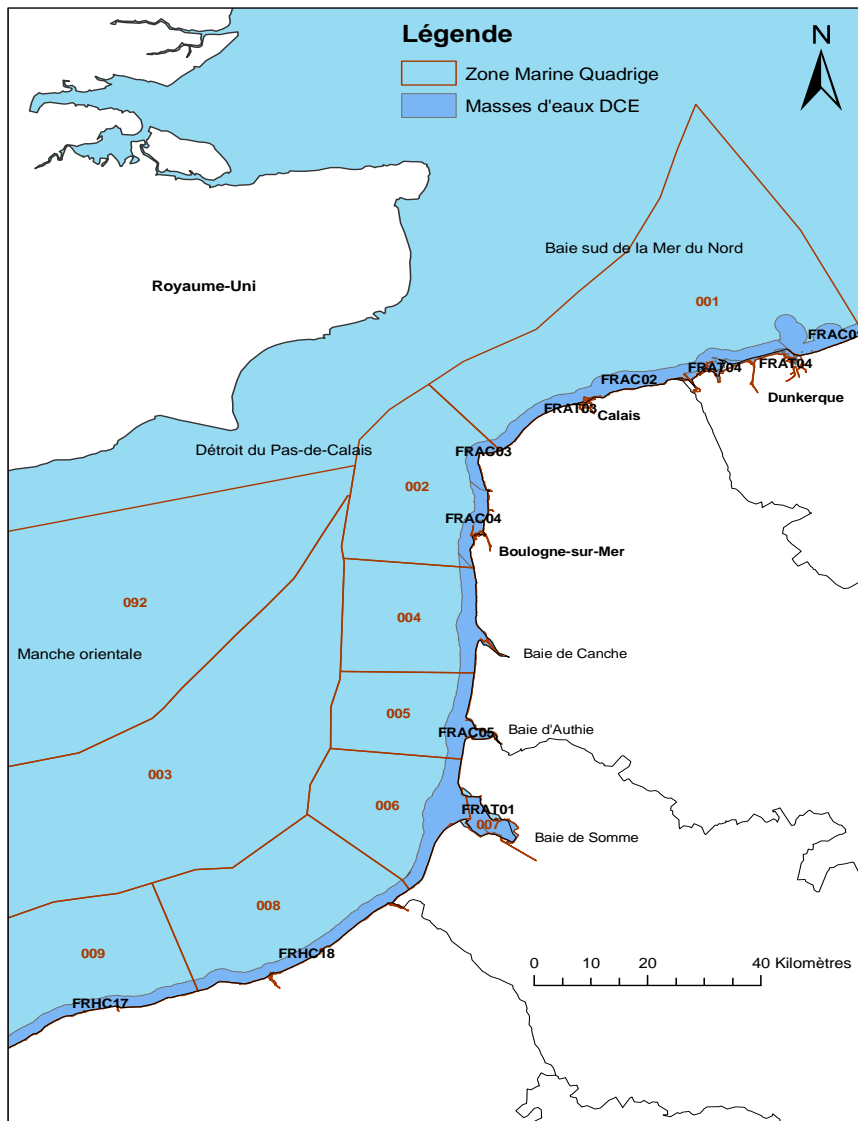 Légende
N
Zone Marine Quadrige
Masses d'eaux DCE
Baie sud de la Mer du Nord
Royaume-Uni
001
FRAC0
FRAT04
FRAT04
FRAC02
Dunkerque
FRAT03
Calais
Détroit du Pas-de-Calais
FRAC03
002
FRAC04
Boulogne-sur-Mer
092
004
Manche orientale
Baie de Canche
005
FRAC05
Baie d'Authie
003
006
FRAT01
007
Baie de Somme
008
009
FRHC18
0 10 20 40 Kilomètres
FRHC17